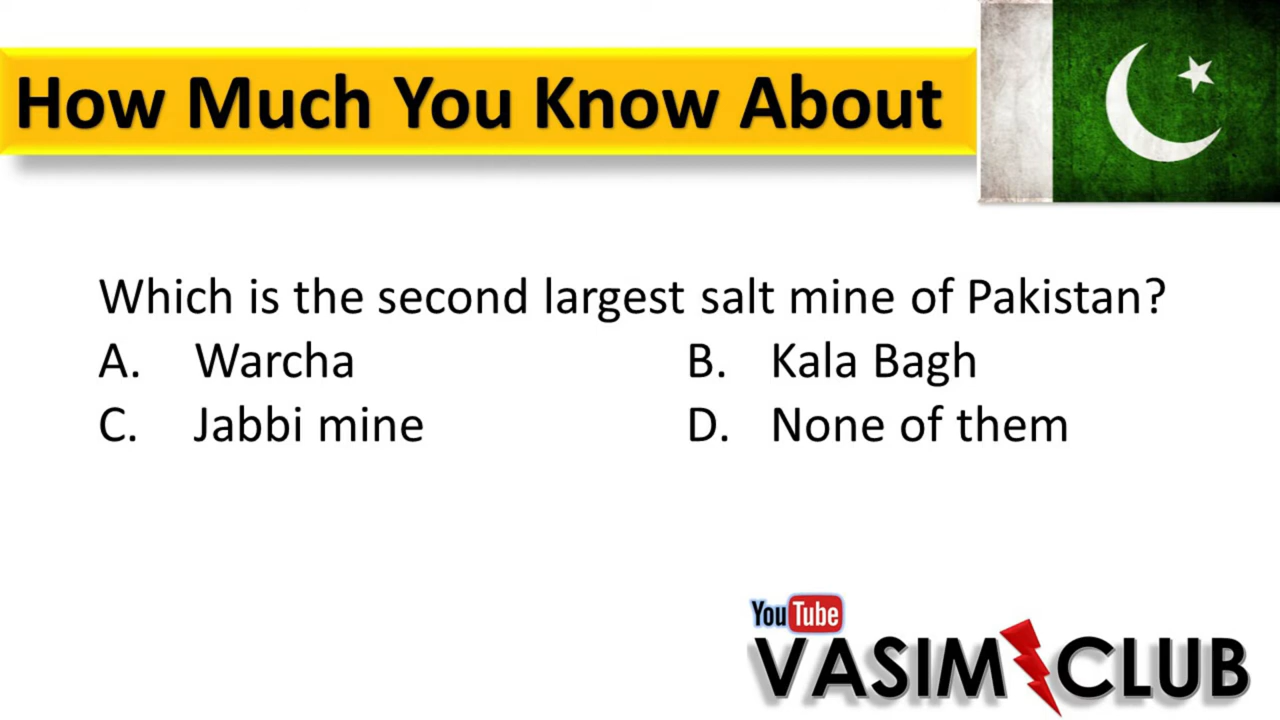 How Much You Know About
Which is the second largest salt mine of Pakistan?
A. Warcha B. Kala Bagh
C. Jabbi mine D. None of them
YouTube
VASIM CLUB